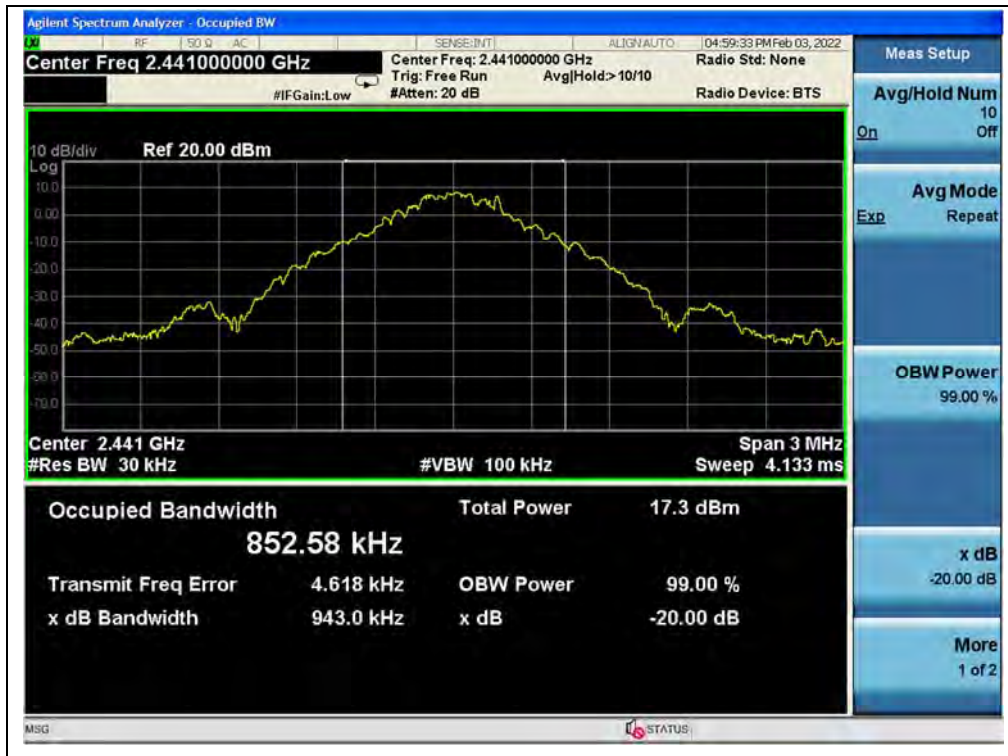 Agilent Spectrum Analyzer - Occupied BW
LXI RF 50 Ω AC SENSE:INT ALIGNAUTO 04:59:33 PM Feb 03, 2022
Center Freq 2.441000000 GHz
Center Freq: 2.441000000 GHz
Radio Std: None
Trig: Free Run Avg|Hold:> 10/10
#IFGain:Low #Atten: 20 dB Radio Device: BTS
10 dB/div Ref 20.00 dBm
Log
10.0
0.00
-10.0
-20.0
-30.0
-40.0
-50.0
-60.0
-70.0
Center 2.441 GHz Span 3 MHz
#Res BW 30 kHz #VBW 100 kHz Sweep 4.133 ms
Occupied Bandwidth Total Power 17.3 dBm
852.58 kHz
Transmit Freq Error 4.618 kHz OBW Power 99.00 %
x dB Bandwidth 943.0 kHz x dB -20.00 dB
MSG STATUS
Meas Setup
Avg/Hold Num
10
On Off
Avg Mode
Exp Repeat
OBW Power
99.00 %
x dB
-20.00 dB
More
1 of 2